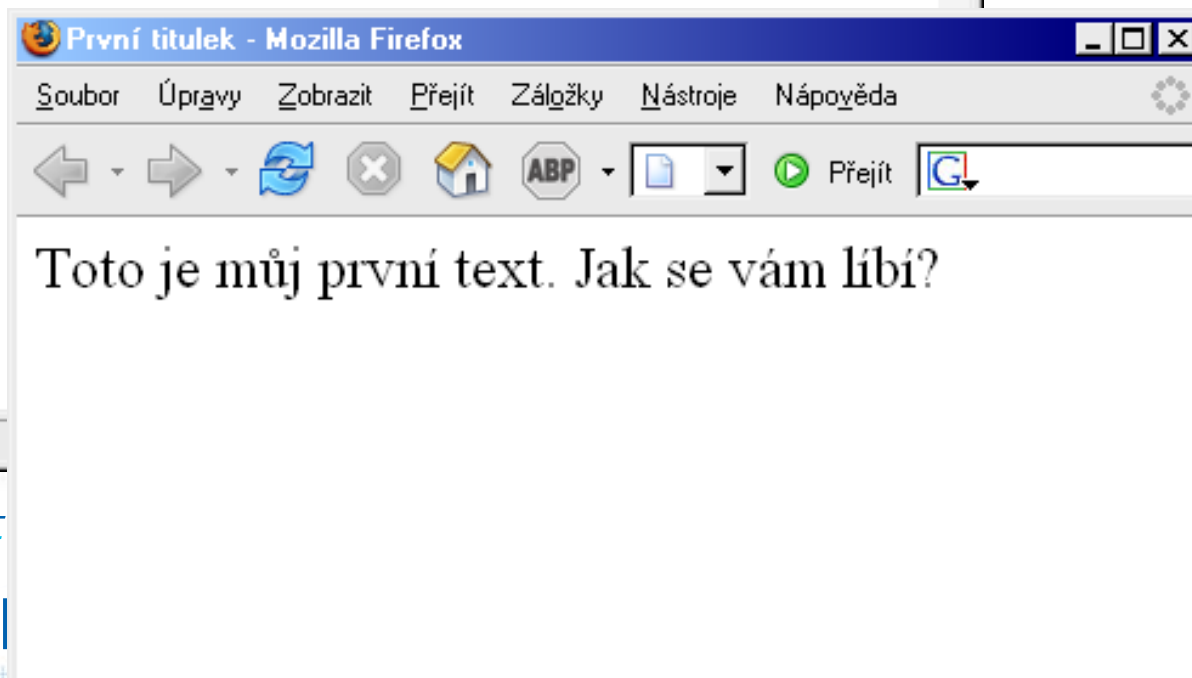 První titulek - Mozilla Firefox
Soubor Úpravy Zobrazit Přejít Záložky Nástroje Nápověda
ABP Přejít G
Toto je můj první text. Jak se vám líbí?